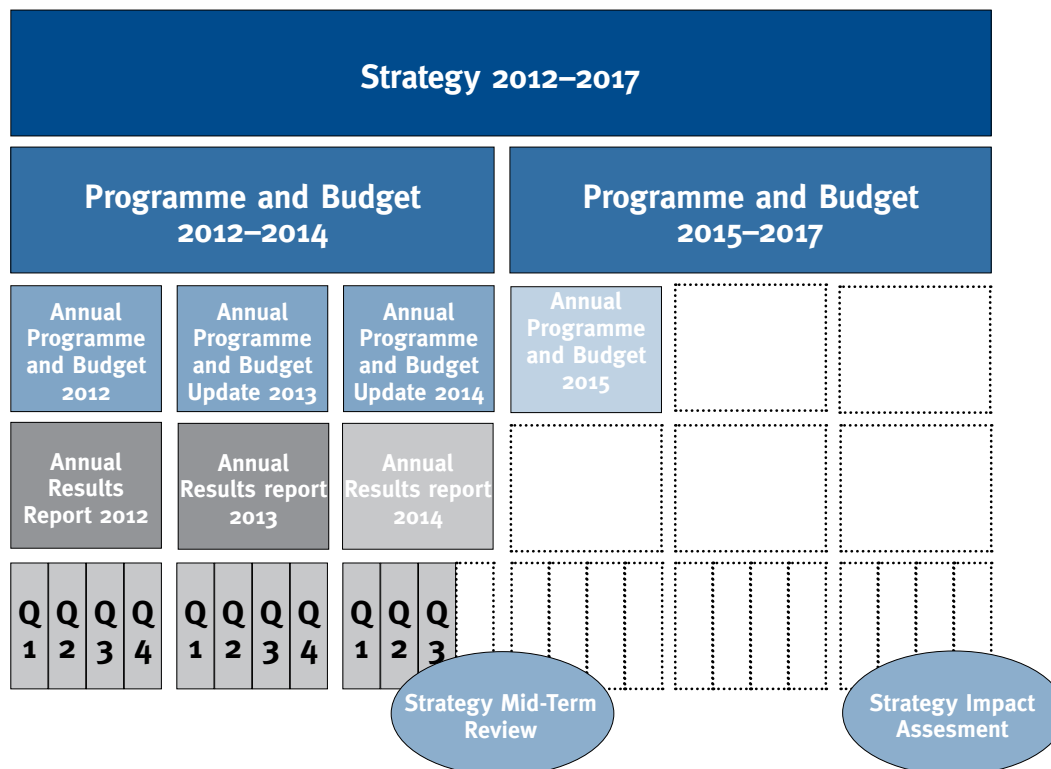 Strategy 2012–2017
Programme and Budget
2012–2014
Programme and Budget
2015–2017
Annual
Programme
and Budget
2012
Annual
Programme
and Budget
Update 2013
Annual
Programme
and Budget
Update 2014
Annual
Programme
and Budget
2015
Annual
Results
Report 2012
Annual
Results report
2013
Annual
Results report
2014
Q Q Q Q
1 2 3 4
Q Q Q Q
1 2 3 4
Q Q Q
1 2 3
Strategy Mid-Term
Review
Strategy Impact
Assesment